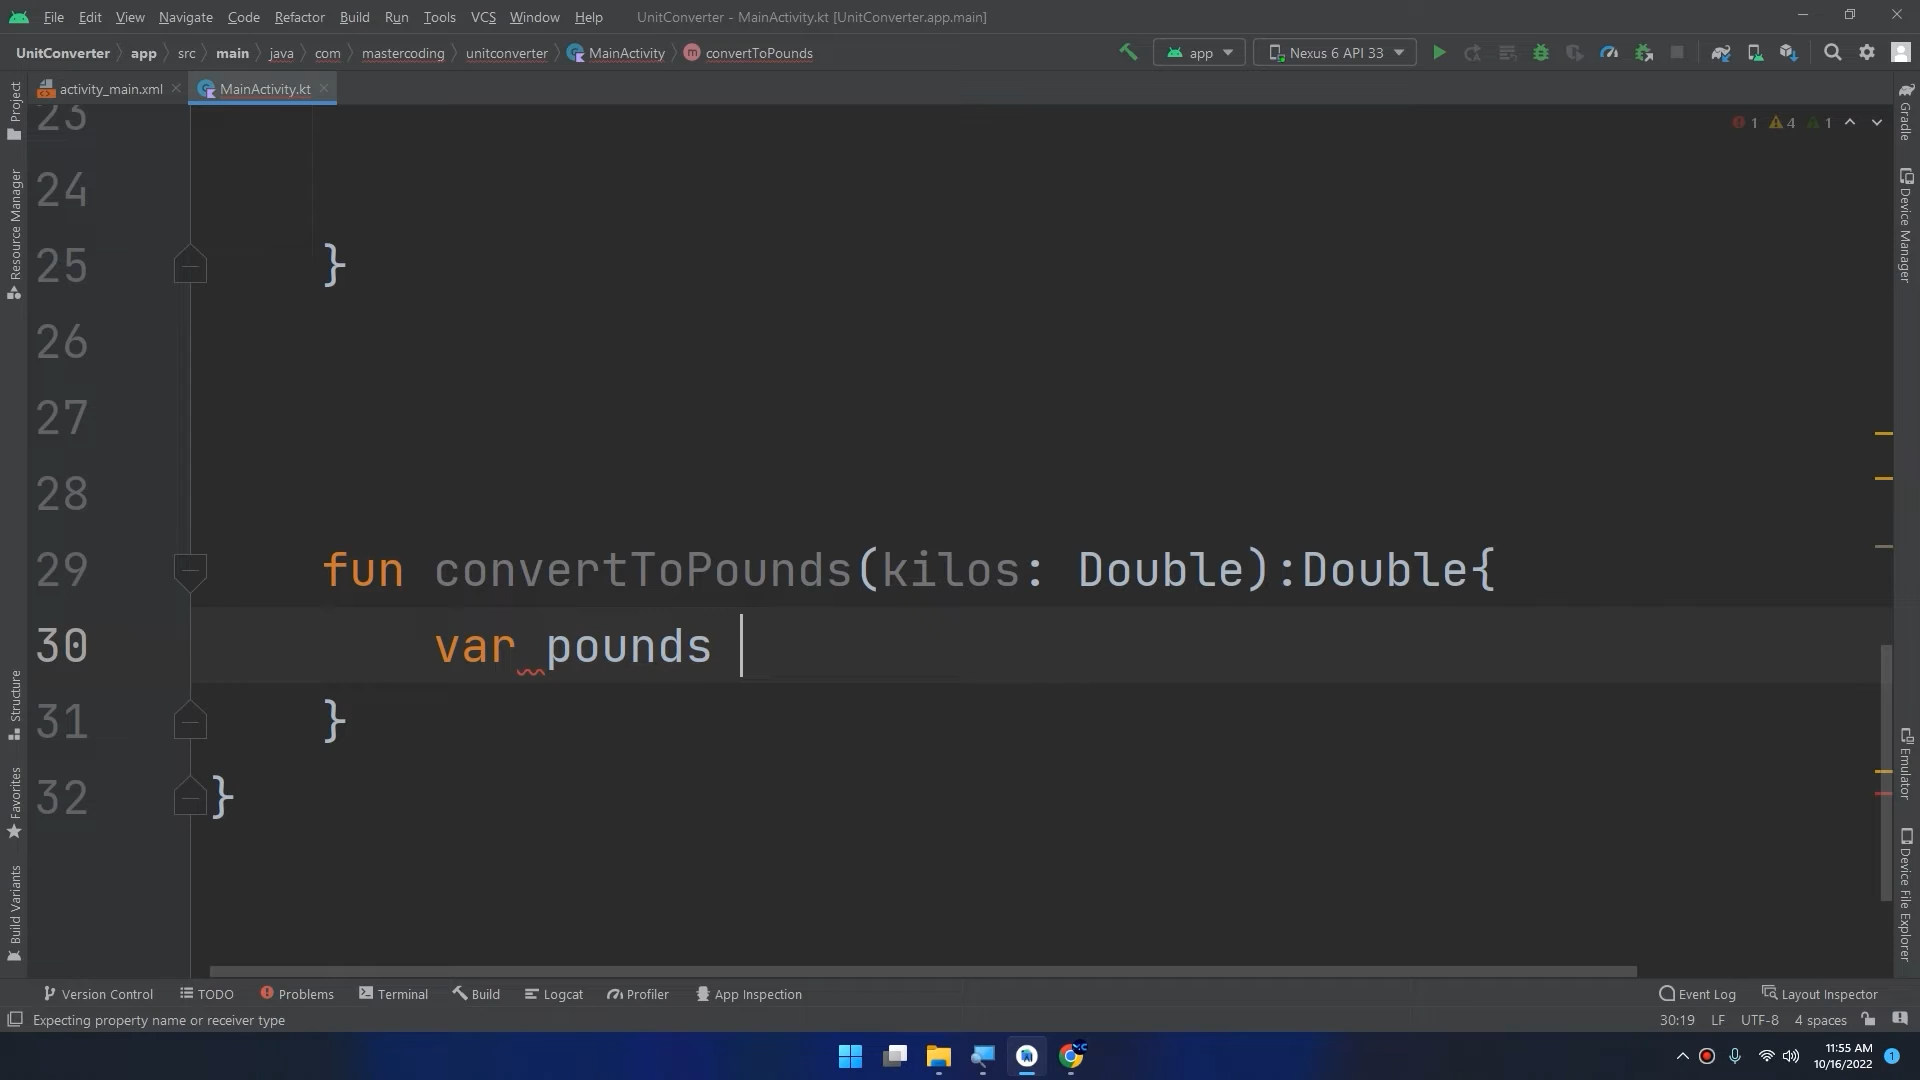 File Edit View Navigate Code Refactor Build Run Tools VCS Window Help UnitConverter - MainActivity.kt [UnitConverter.app.main]
UnitConverter app src main java com mastercoding unitconverter MainActivity convertToPounds app Nexus 6 API 33
activity_main.xml MainActivity.kt
1 4 1
23
24
25 }
26
27
28
29 fun convertToPounds(kilos: Double):Double{
30 var pounds
31 }
32 }
Project
Resource Manager
Structure
Favorites
Build Variants
Gradle
Device Manager
Emulator
Device File Explorer
Version Control TODO Problems Terminal Build Logcat Profiler App Inspection Event Log Layout Inspector
Expecting property name or receiver type 30:19 LF UTF-8 4 spaces
11:55 AM
10/16/2022 1